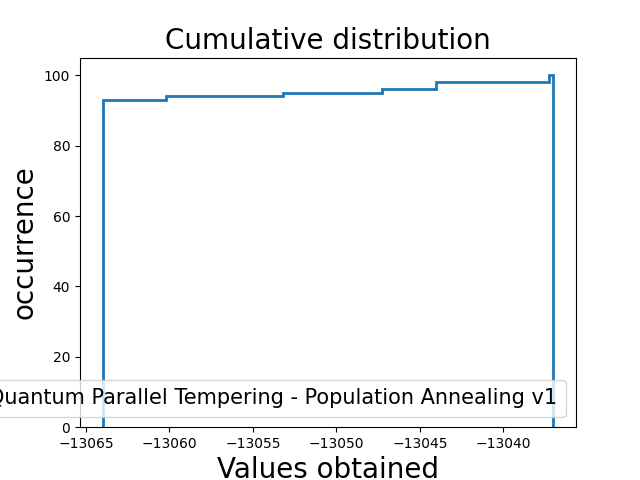 Cumulative distribution
occurrence
100
80
60
40
20
0
Quantum Parallel Tempering - Population Annealing v1
−13065 −13060 −13055 −13050 −13045 −13040
Values obtained